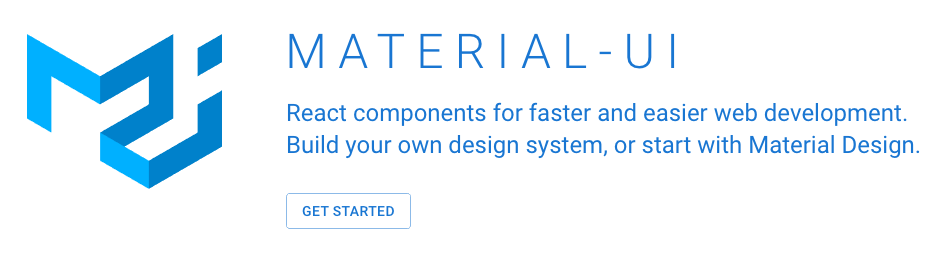 MATERIAL-UI
React components for faster and easier web development.
Build your own design system, or start with Material Design.
GET STARTED